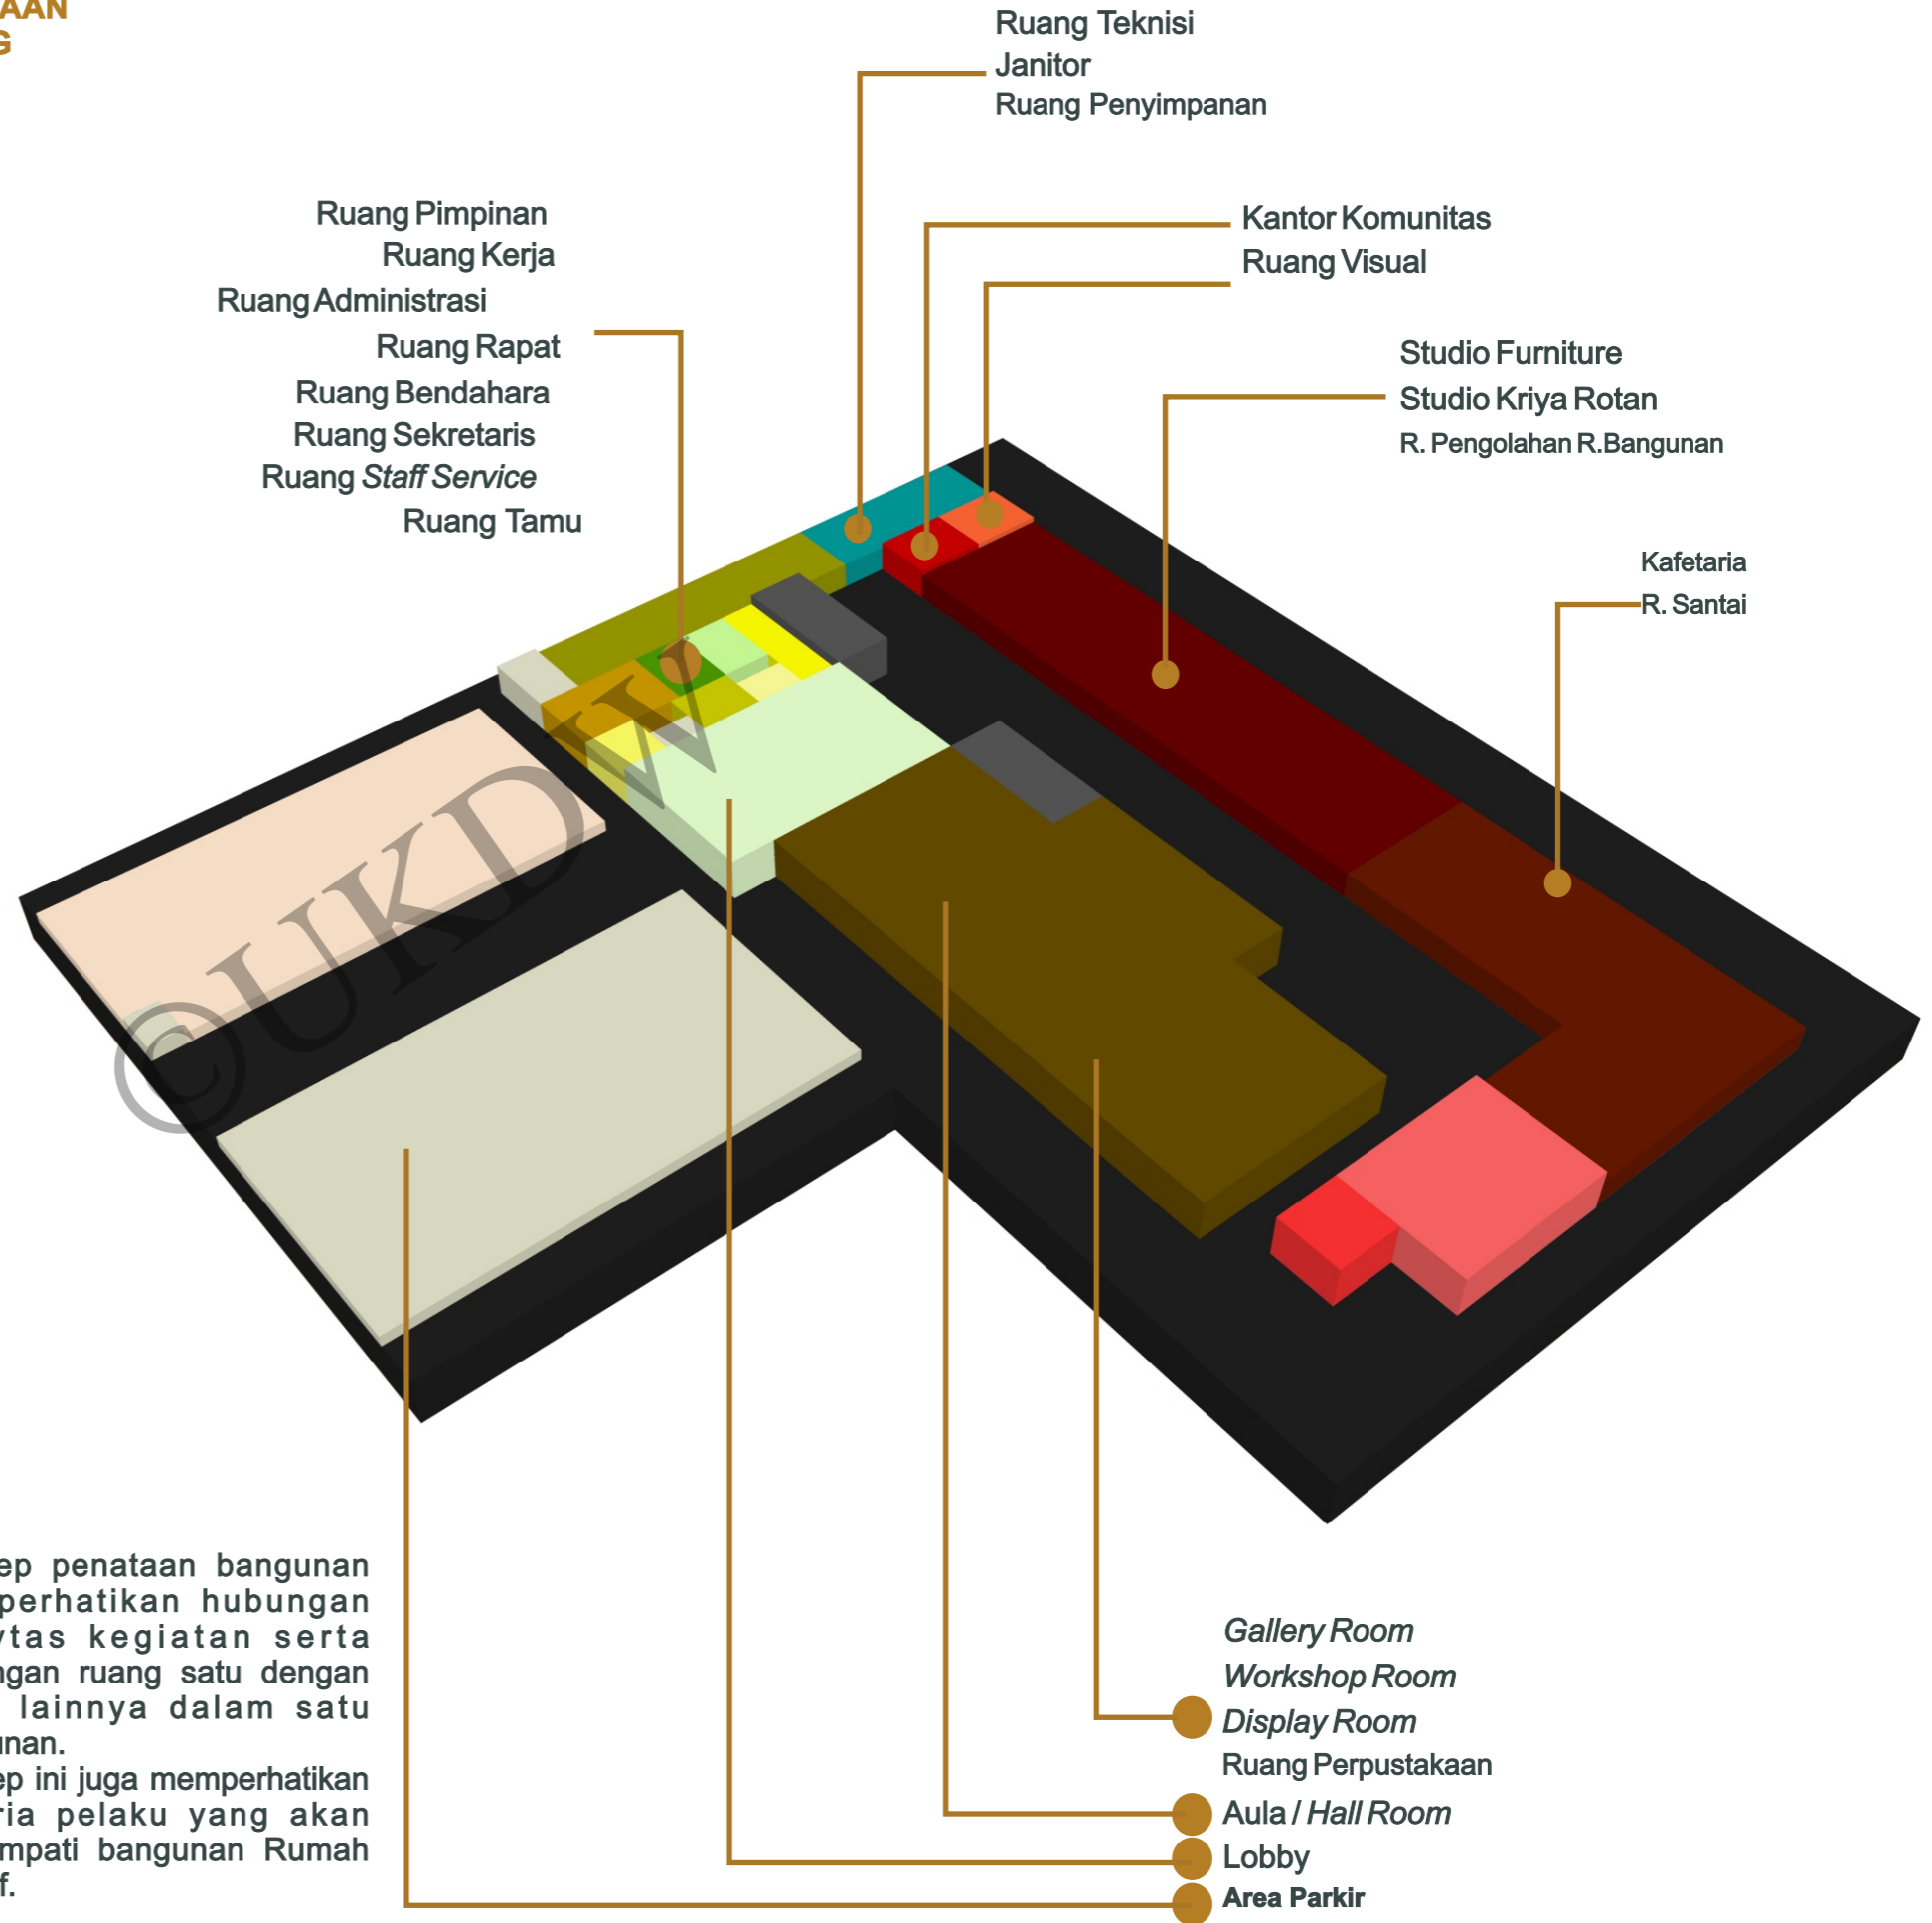 AAN
G
Ruang Teknisi
Janitor
Ruang Penyimpanan
Ruang Pimpinan
Ruang Kerja
Ruang Administrasi
Ruang Rapat
Ruang Bendahara
Ruang Sekretaris
Ruang Staff Service
Ruang Tamu
Kantor Komunitas
Ruang Visual
Studio Furniture
Studio Kriya Rotan
R. Pengolahan R.Bangunan
Kafetaria
R. Santai
©UKDW
ep penataan bangunan
perhatikan hubungan
ytas kegiatan serta
ngan ruang satu dengan
lainnya dalam satu
unan.
ep ini juga memperhatikan
ria pelaku yang akan
mpati bangunan Rumah
f.
Gallery Room
Workshop Room
Display Room
Ruang Perpustakaan
Aula / Hall Room
Lobby
Area Parkir